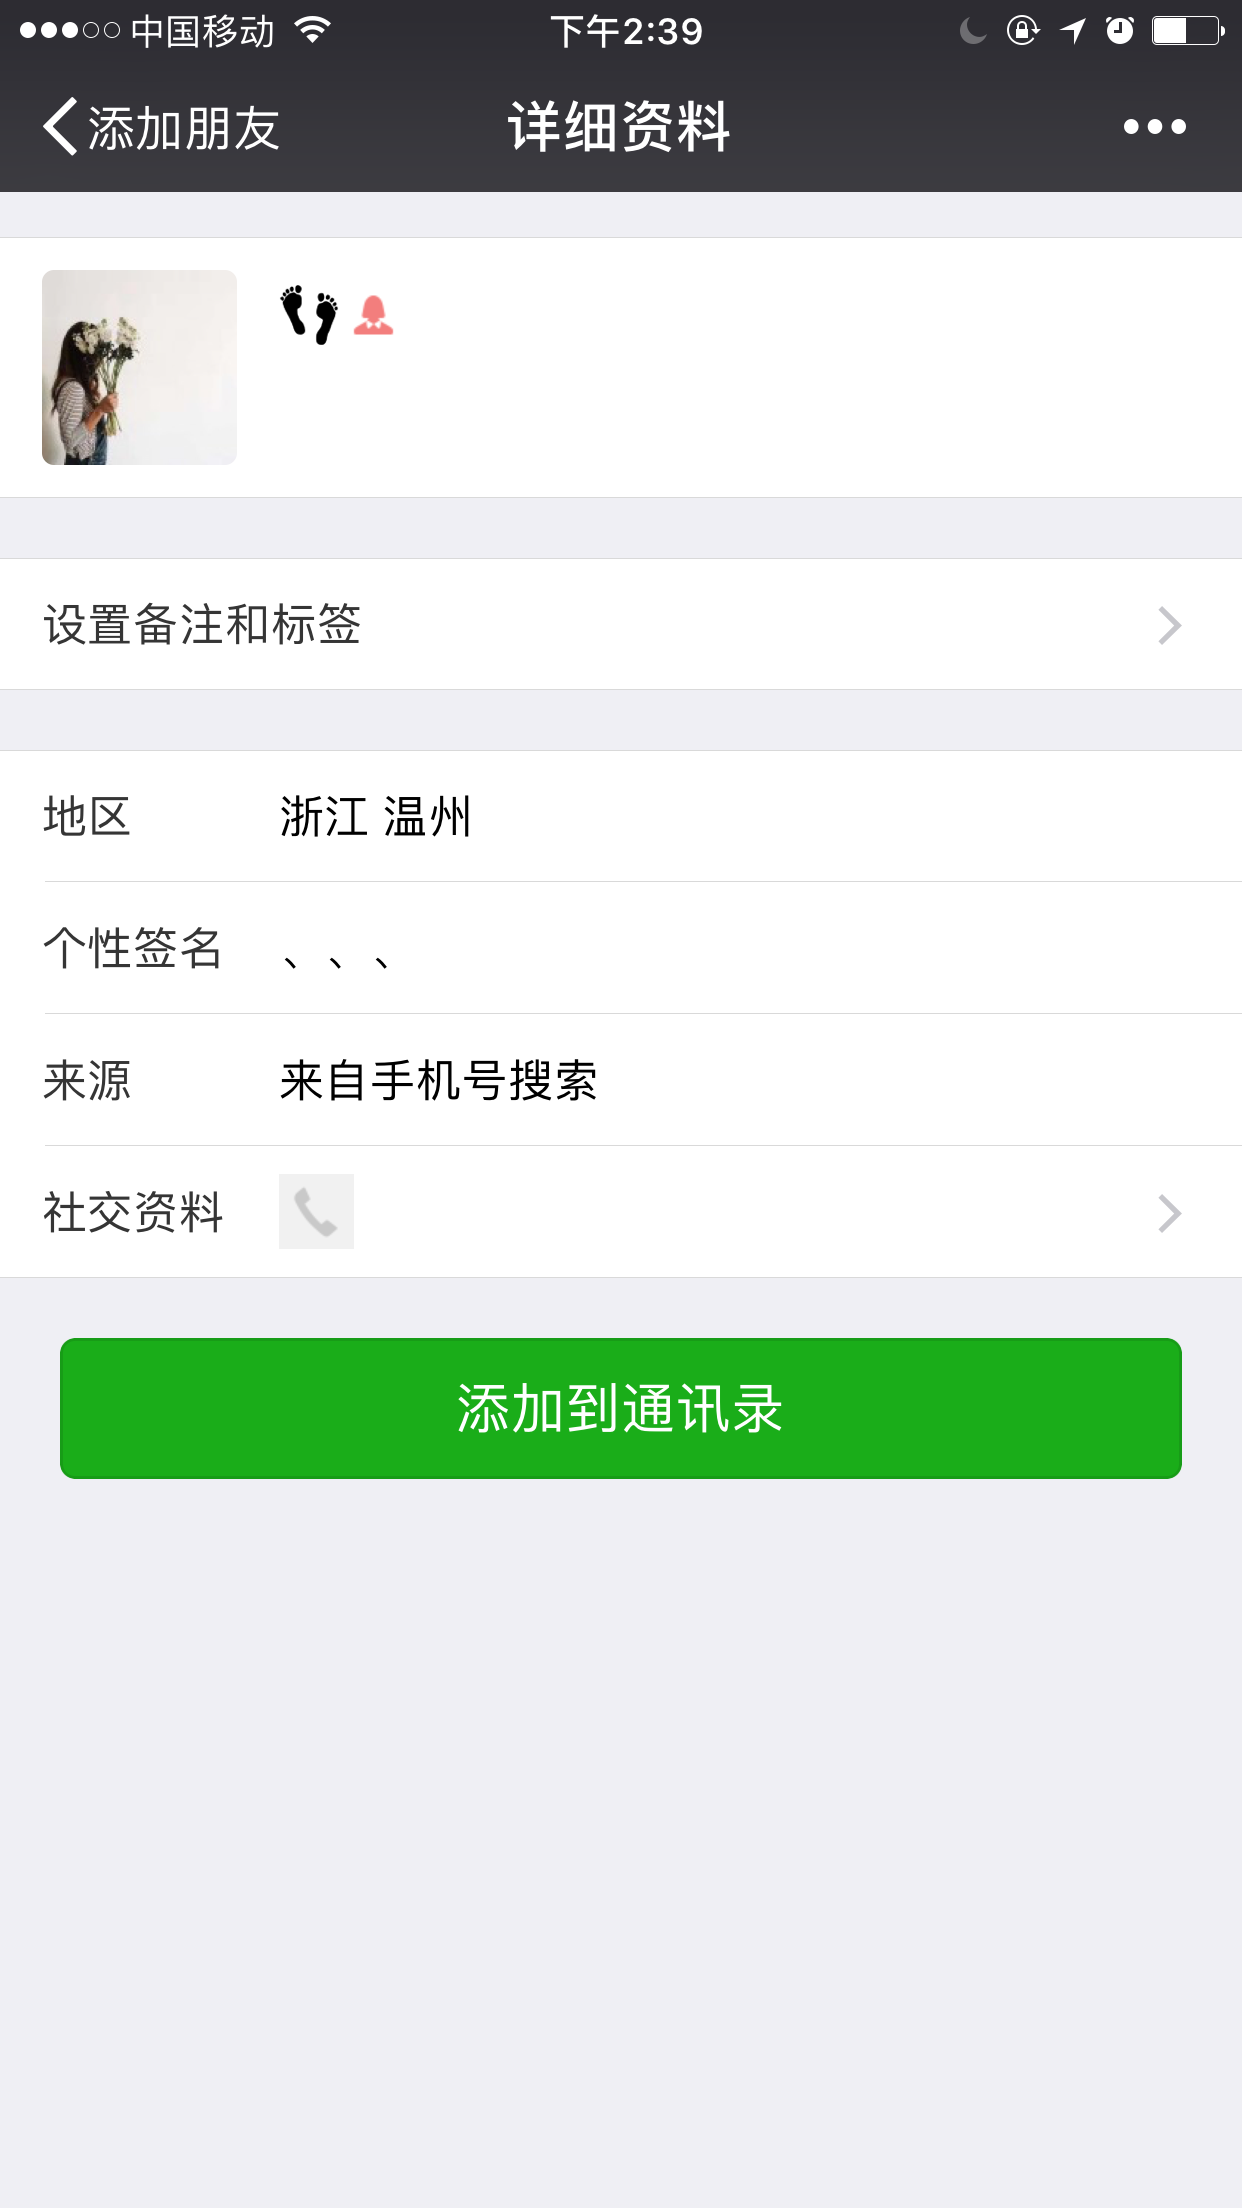 中国移动 下午2:39
添加朋友 详细资料
👣
设置备注和标签
地区 浙江 温州
个性签名 、、、
来源 来自手机号搜索
社交资料
添加到通讯录